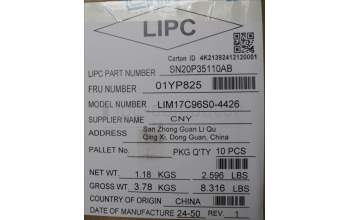 LIPC
Carton ID 4K21392412120001
LIPC PART NUMBER SN20P35110AB
FRU NUMBER 01YP825
MODEL NUMBER LIM17C96S0-4426
SUPPLIER NAME CNY
ADDRESS San Zhong Guan Li Qu
Qing Xi, Dong Guan, China
PALLET NO. PKG Q'TY 10 PCS
NET WT. 1.18 KGS 2.596 LBS
GROSS WT. 3.78 KGS 8.316 LBS
COUNTRY OF ORIGIN CHINA
DATE OF MANUFACTURE 24-50 REV. 1